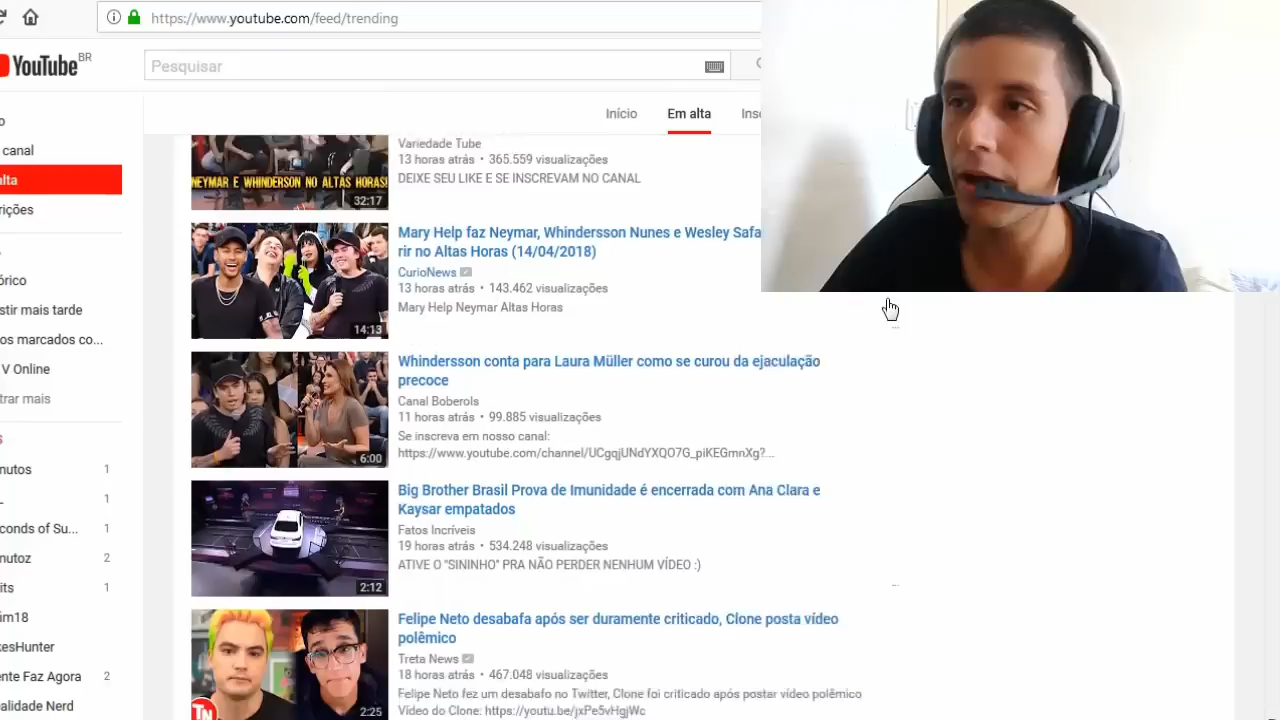 https://www.youtube.com/feed/trending
YouTube BR
Pesquisar
Início
Em alta
Insc
o
canal
alta
rições
órico
stir mais tarde
os marcados co...
V Online
trar mais
S
nutos 1
1
conds of Su... 1
nutoz 2
its 1
im18
kesHunter
ente Faz Agora 2
ealidade Nerd
NEYMAR E WHINDERSON NO ALTAS HORAS!
32:17
Variedade Tube
13 horas atrás • 365.559 visualizações
DEIXE SEU LIKE E SE INSCREVAM NO CANAL
14:13
Mary Help faz Neymar, Whindersson Nunes e Wesley Safa
rir no Altas Horas (14/04/2018)
CurioNews
13 horas atrás • 143.462 visualizações
Mary Help Neymar Altas Horas
6:00
Whindersson conta para Laura Müller como se curou da ejaculação
precoce
Canal Boberols
11 horas atrás • 99.885 visualizações
Se inscreva em nosso canal:
https://www.youtube.com/channel/UCgqjUNdYXQO7G_piKEGmnXg?...
2:12
Big Brother Brasil Prova de Imunidade é encerrada com Ana Clara e
Kaysar empatados
Fatos Incríveis
19 horas atrás • 534.248 visualizações
ATIVE O "SININHO" PRA NÃO PERDER NENHUM VÍDEO :)
TN
2:25
Felipe Neto desabafa após ser duramente criticado, Clone posta vídeo
polêmico
Treta News
18 horas atrás • 467.048 visualizações
Felipe Neto fez um desabafo no Twitter, Clone foi criticado após postar vídeo polêmico
Vídeo do Clone: https://youtu.be/jxPe5vHgjWc